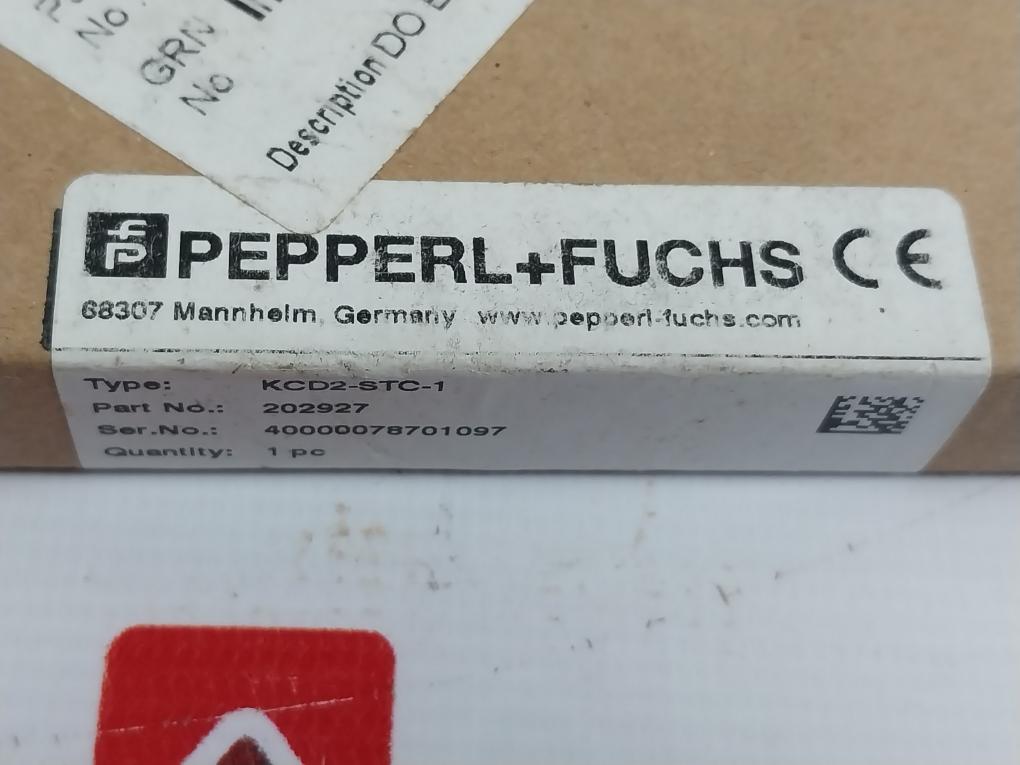 No
GRN
No
Description DO
PEPPERL+FUCHS CE
68307 Mannheim, Germany www.pepperl-fuchs.com
Type: KCD2-STC-1
Part No.: 202927
Ser.No.: 40000078701097
Quantity: 1 pc